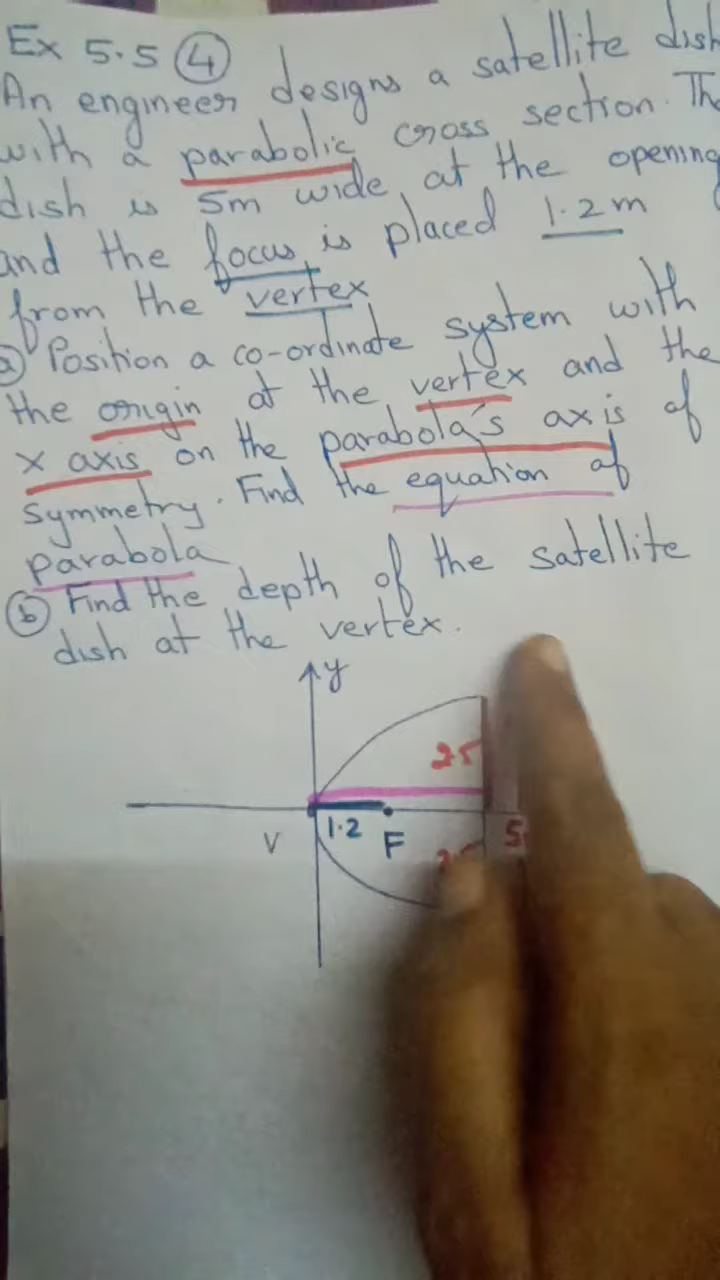 Ex 5.5 4
An engineer designs a satellite dish
with a parabolic cross section. The
dish is 5m wide at the opening
and the focus is placed 1.2m
from the vertex
a Position a co-ordinate system with
the origin at the vertex and the
x axis on the parabola's axis of
symmetry. Find the equation of
parabola
b Find the depth of the satellite
dish at the vertex.
y
25
1.2
V
F
5